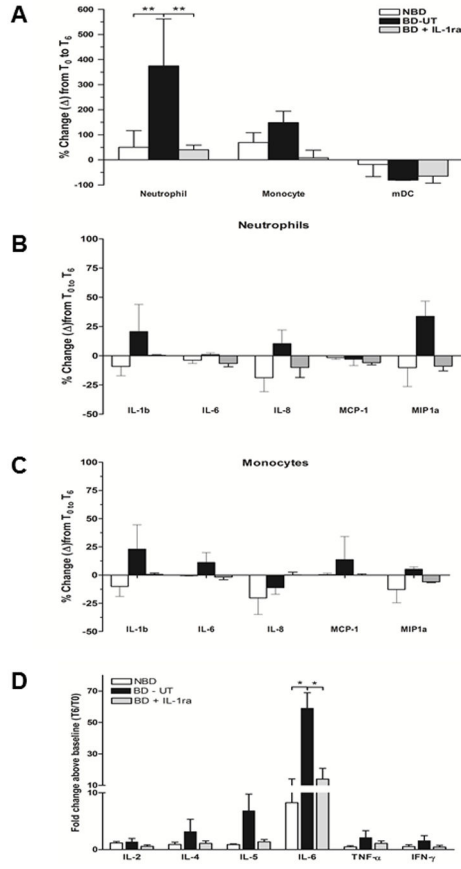 A
% Change (Δ) from T0 to T6
600
500
400
300
200
100
0
-100
** **
NBD
BD-UT
BD + IL-1ra
Neutrophil Monocyte mDC
B
Neutrophils
% Change (Δ)from T0 to T6
100
75
50
25
0
-25
-50
IL-1b IL-6 IL-8 MCP-1 MIP1a
C
Monocytes
% Change (Δ)from T0 to T6
100
75
50
25
0
-25
-50
IL-1b IL-6 IL-8 MCP-1 MIP1a
D
Fold change above baseline (T6/T0)
NBD
BD - UT
BD + IL-1ra
* *
70
50
30
10
10
0
IL-2 IL-4 IL-5 IL-6 TNF-α IFN-γ